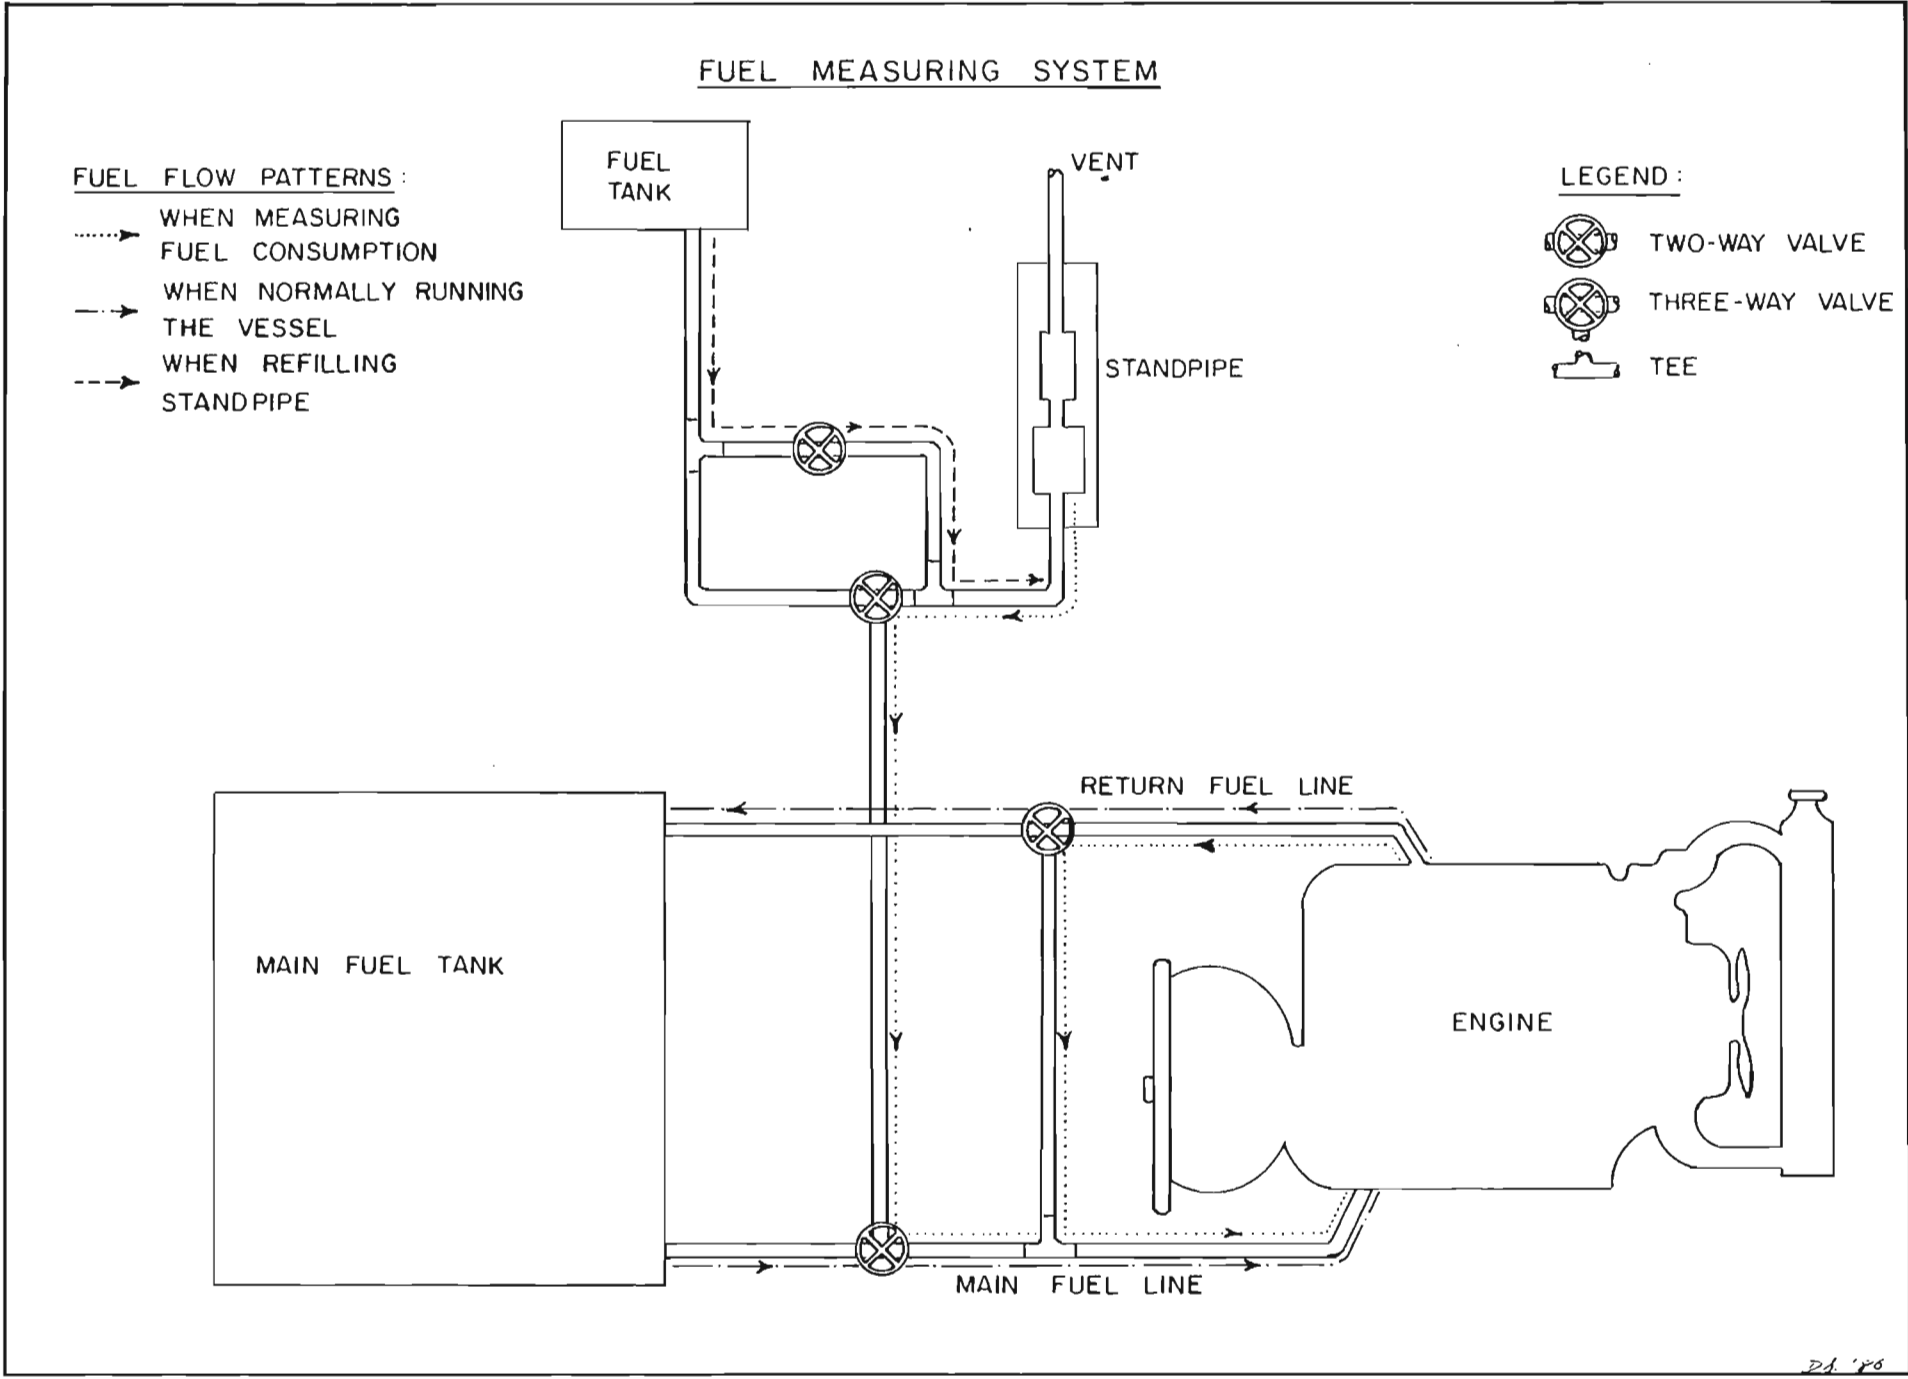 FUEL MEASURING SYSTEM
FUEL FLOW PATTERNS:
WHEN MEASURING
FUEL CONSUMPTION
WHEN NORMALLY RUNNING
THE VESSEL
WHEN REFILLING
STANDPIPE
FUEL
TANK
VENT
STANDPIPE
LEGEND:
TWO-WAY VALVE
THREE-WAY VALVE
TEE
RETURN FUEL LINE
MAIN FUEL TANK
ENGINE
MAIN FUEL LINE
'86